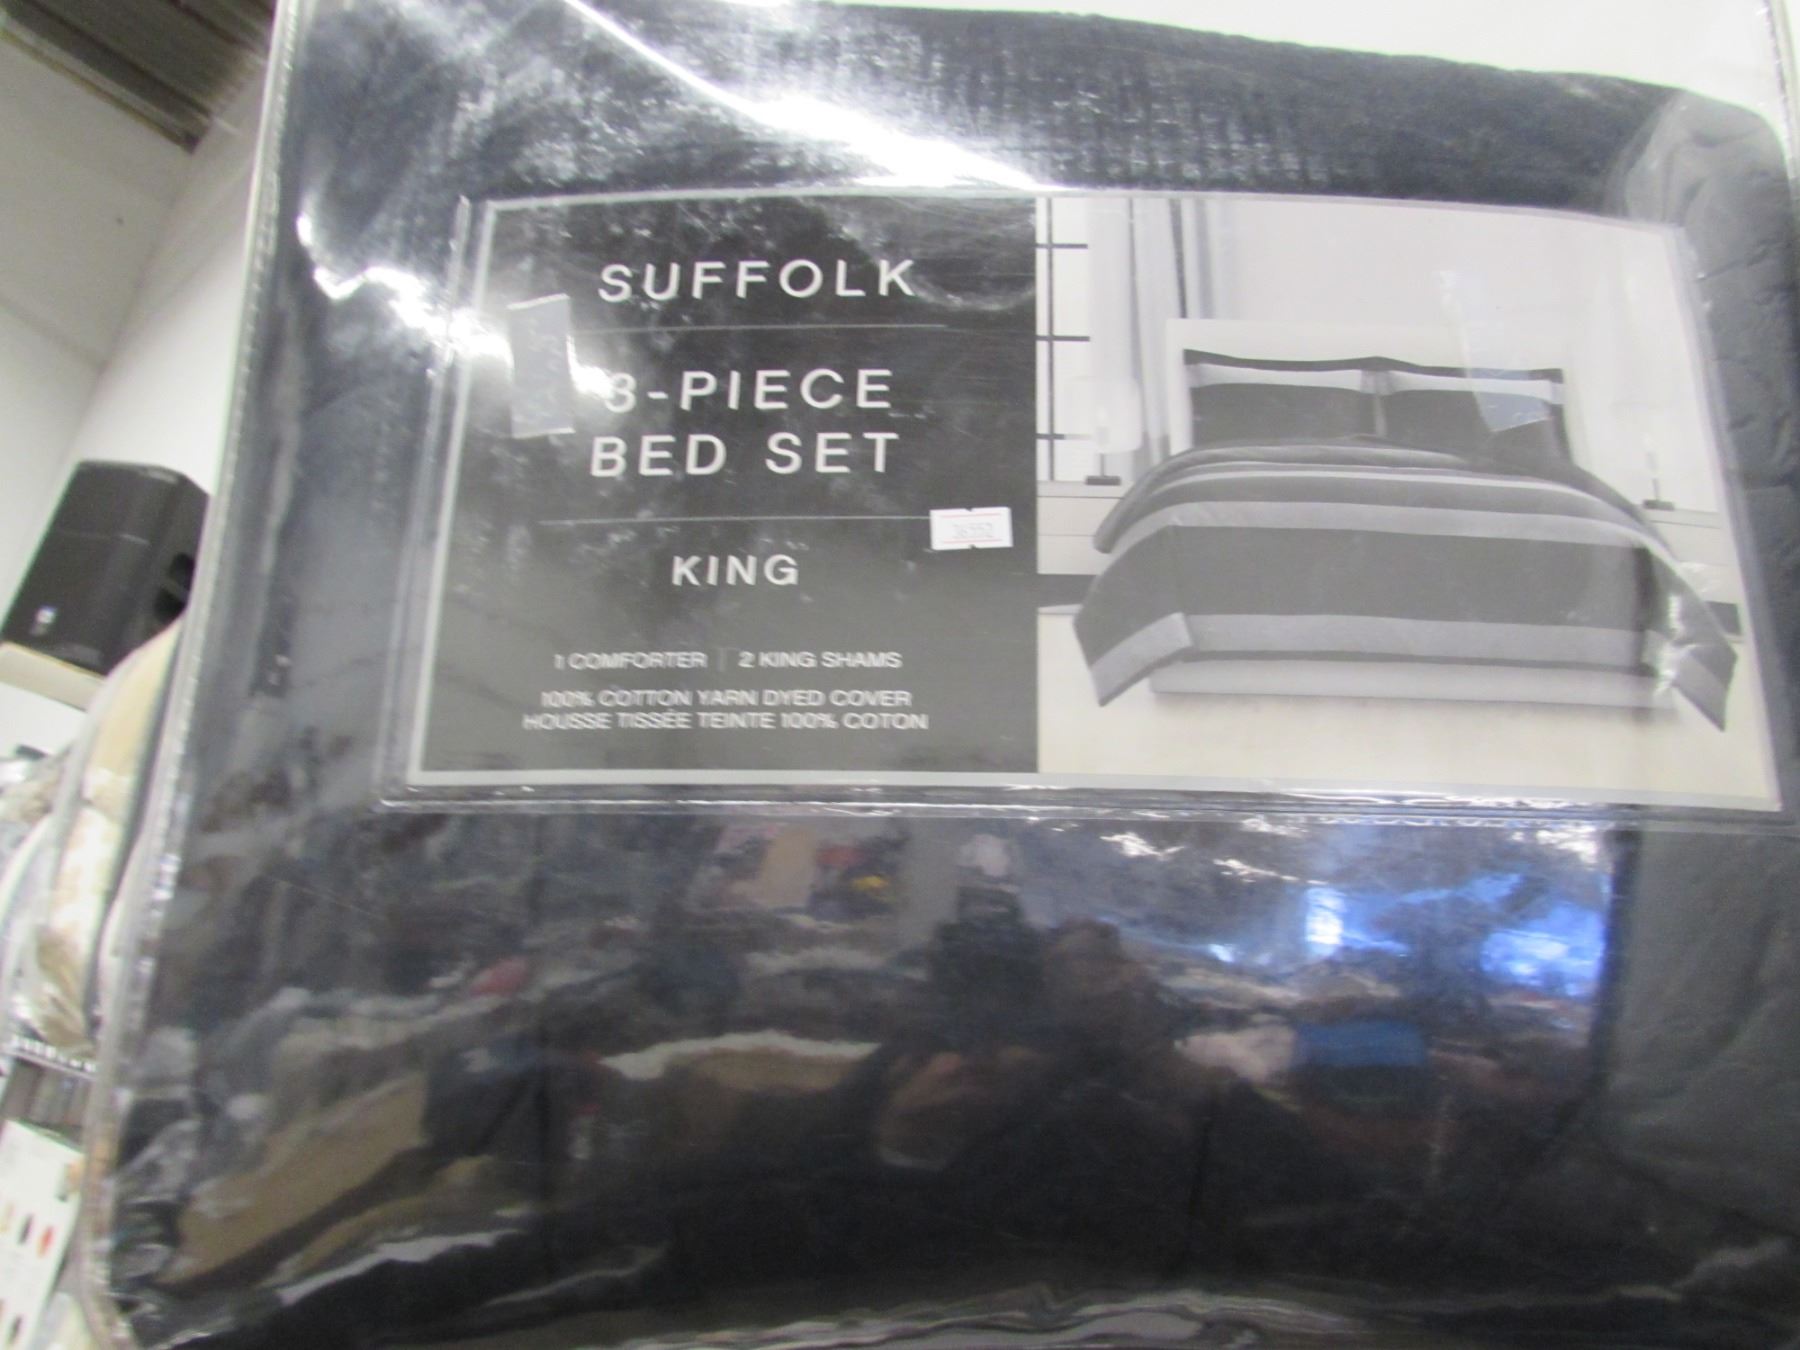 SUFFOLK
3-PIECE
BED SET
KING
1 COMFORTER | 2 KING SHAMS
100% COTTON YARN DYED COVER
HOUSSE TISSÉE TEINTE 100% COTON